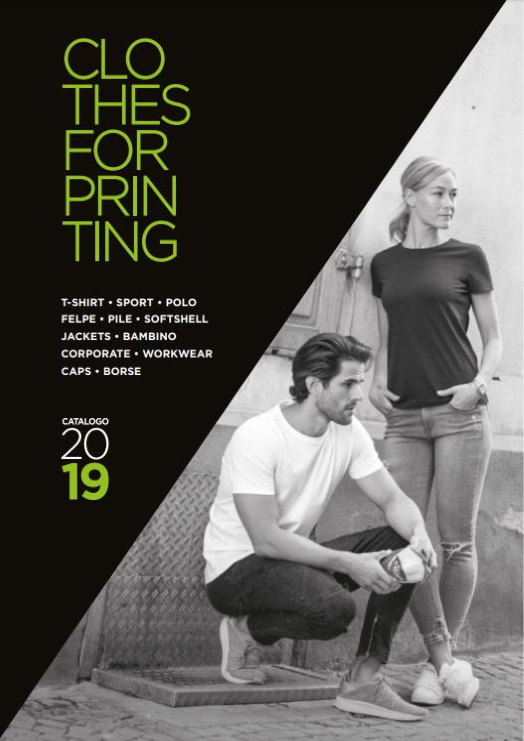 CLO
THES
FOR
PRIN
TING
T-SHIRT • SPORT • POLO
FELPE • PILE • SOFTSHELL
JACKETS • BAMBINO
CORPORATE • WORKWEAR
CAPS • BORSE
CATALOGO
20
19